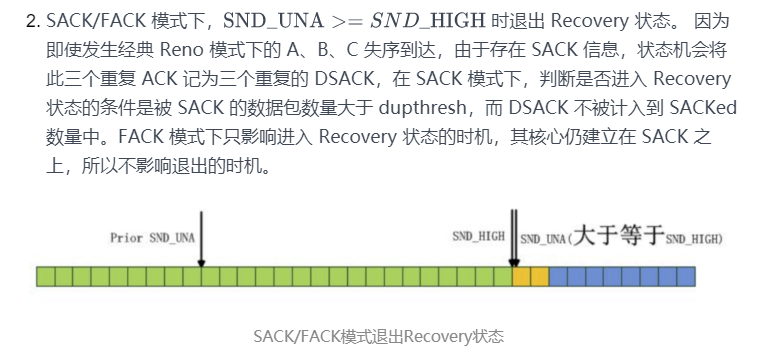 2. SACK/FACK 模式下，SND_UNA >= SND_HIGH 时退出 Recovery 状态。 因为
即使发生经典 Reno 模式下的 A、B、C 失序到达，由于存在 SACK 信息，状态机会将
此三个重复 ACK 记为三个重复的 DSACK，在 SACK 模式下，判断是否进入 Recovery
状态的条件是被 SACK 的数据包数量大于 dupthresh，而 DSACK 不被计入到 SACKed
数量中。FACK 模式下只影响进入 Recovery 状态的时机，其核心仍建立在 SACK 之
上，所以不影响退出的时机。
Prior SND_UNA
SND_HIGH
SND_UNA(大于等于SND_HIGH)
SACK/FACK模式退出Recovery状态